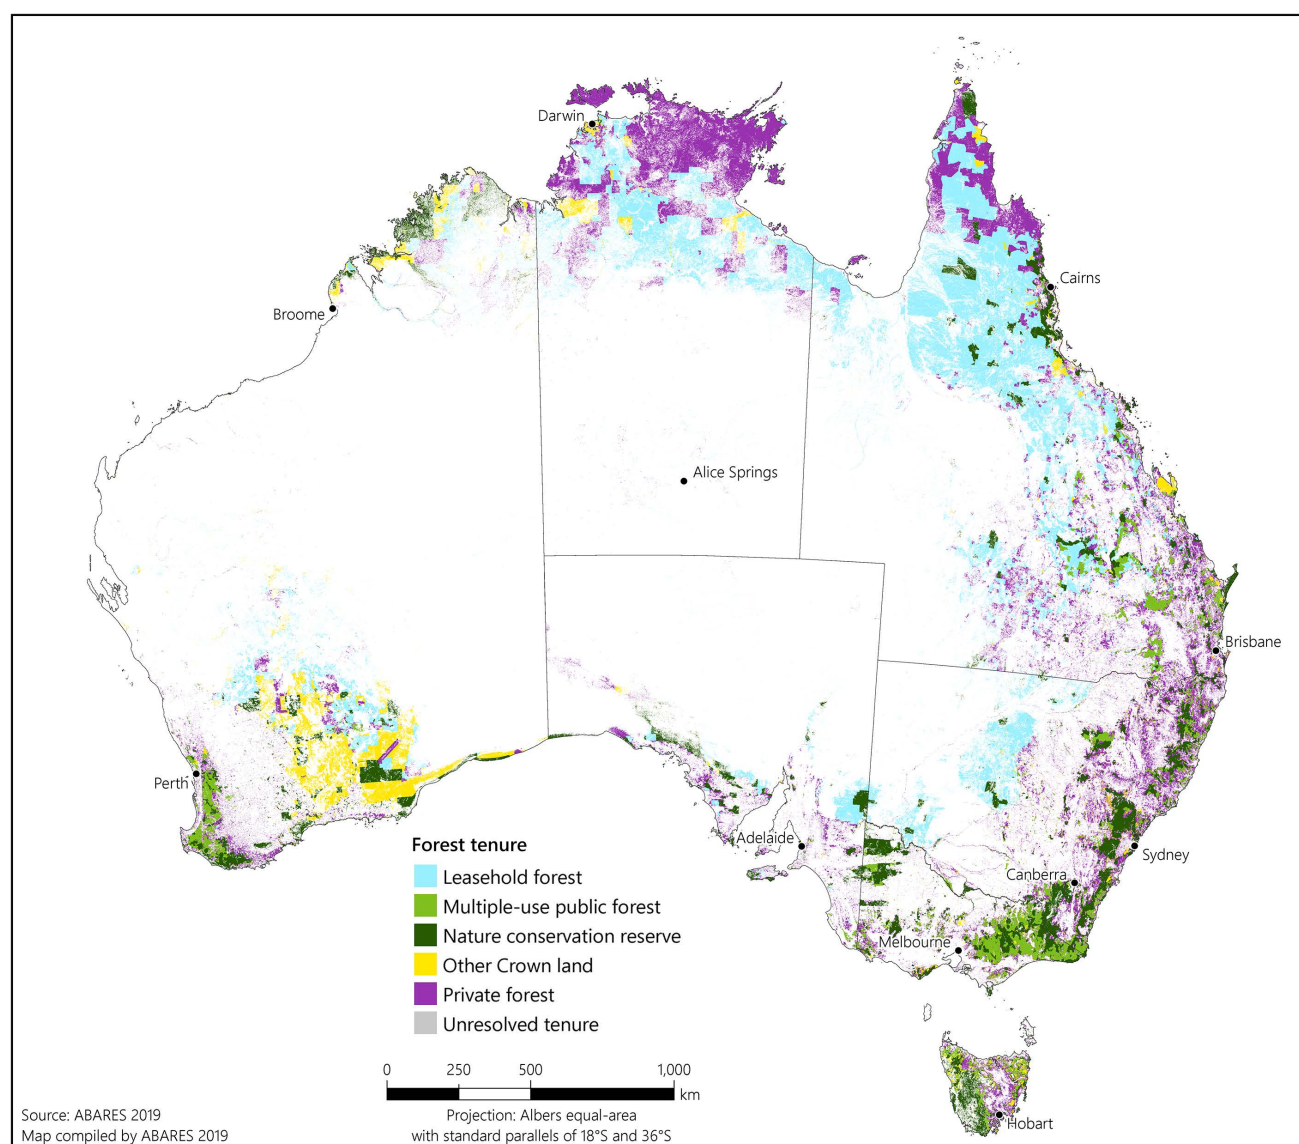 Darwin
Cairns
Broome
Alice Springs
Brisbane
Perth
Adelaide
Sydney
Canberra
Melbourne
Hobart
Forest tenure
Leasehold forest
Multiple-use public forest
Nature conservation reserve
Other Crown land
Private forest
Unresolved tenure
0 250 500 1,000
km
Projection: Albers equal-area
with standard parallels of 18°S and 36°S
Source: ABARES 2019
Map compiled by ABARES 2019